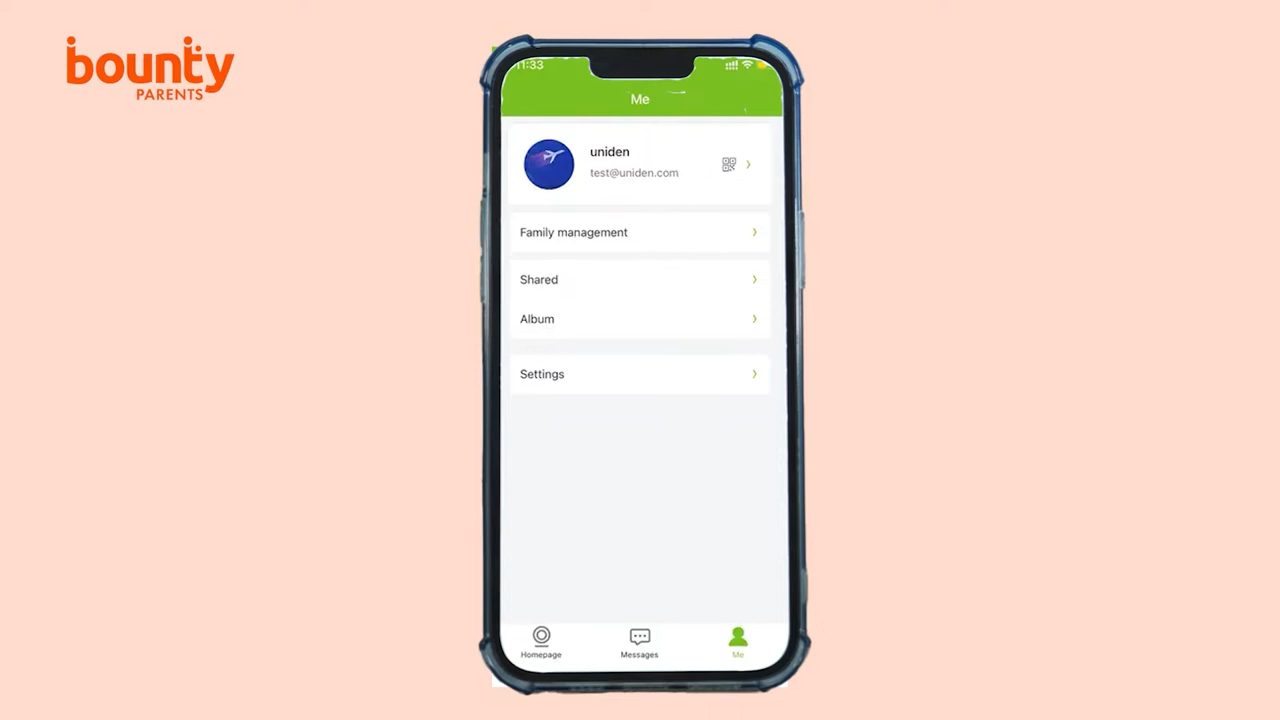 bounty
PARENTS
11:33
Me
uniden
test@uniden.com
Family management
Shared
Album
Settings
Homepage
Messages
Me